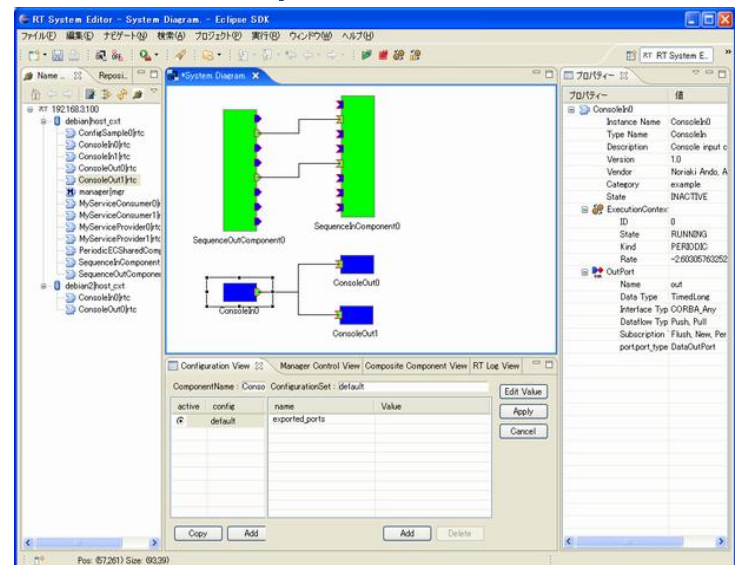 RT System Editor - System Diagram. - Eclipse SDK
ファイル(F) 編集(E) ナビゲート(N) 検索(A) プロジェクト(P) 実行(R) ウィンドウ(W) ヘルプ(H)
RT System E..
Name .. Reposi..
*System Diagram
プロパティー
192.168.3.100
debian|host_cxt
ConfigSample0|rtc
ConsoleIn0|rtc
ConsoleIn1|rtc
ConsoleOut0|rtc
ConsoleOut1|rtc
manager|mgr
MyServiceConsumer0|
MyServiceConsumer1|
MyServiceProvider0|rtc
MyServiceProvider1|rtc
PeriodicECSharedComp
SequenceInComponent
SequenceOutComponen
debian2|host_cxt
ConsoleIn0|rtc
ConsoleOut0|rtc
SequenceOutComponent0
SequenceInComponent0
ConsoleOut0
ConsoleIn0
ConsoleOut1
Configuration View Manager Control View Composite Component View RT Log View
ComponentName : Conso ConfigurationSet : default
active config name Value
default exported_ports
Edit Value
Apply
Cancel
Copy Add Add Delete
プロパティー 値
ConsoleIn0
Instance Name ConsoleIn0
Type Name ConsoleIn
Description Console input c
Version 1.0
Vendor Noriaki Ando, A
Category example
State INACTIVE
ExecutionContex
ID 0
State RUNNING
Kind PERIODIC
Rate -2.60305763252
OutPort
Name out
Data Type TimedLong
Interface Typ CORBA_Any
Dataflow Typ Push, Pull
Subscription Flush, New, Per
port.port_type DataOutPort
Pos: (57,261) Size: (93,39)